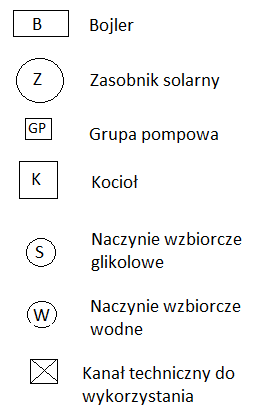 B Bojler
Z Zasobnik solarny
GP Grupa pompowa
K Kocioł
S Naczynie wzbiorcze
glikolowe
W Naczynie wzbiorcze
wodne
Kanał techniczny do
wykorzystania